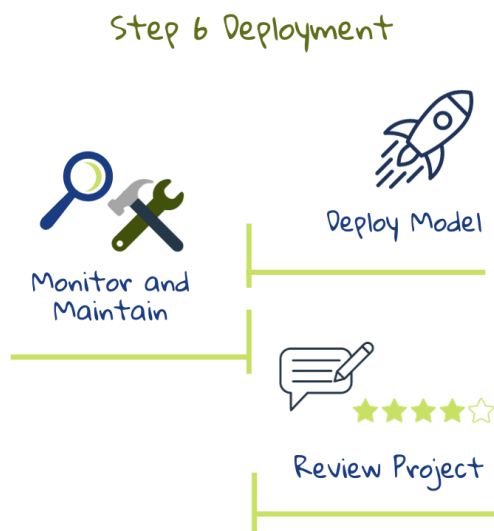 Step 6 Deployment
Deploy Model
Monitor and
Maintain
Review Project